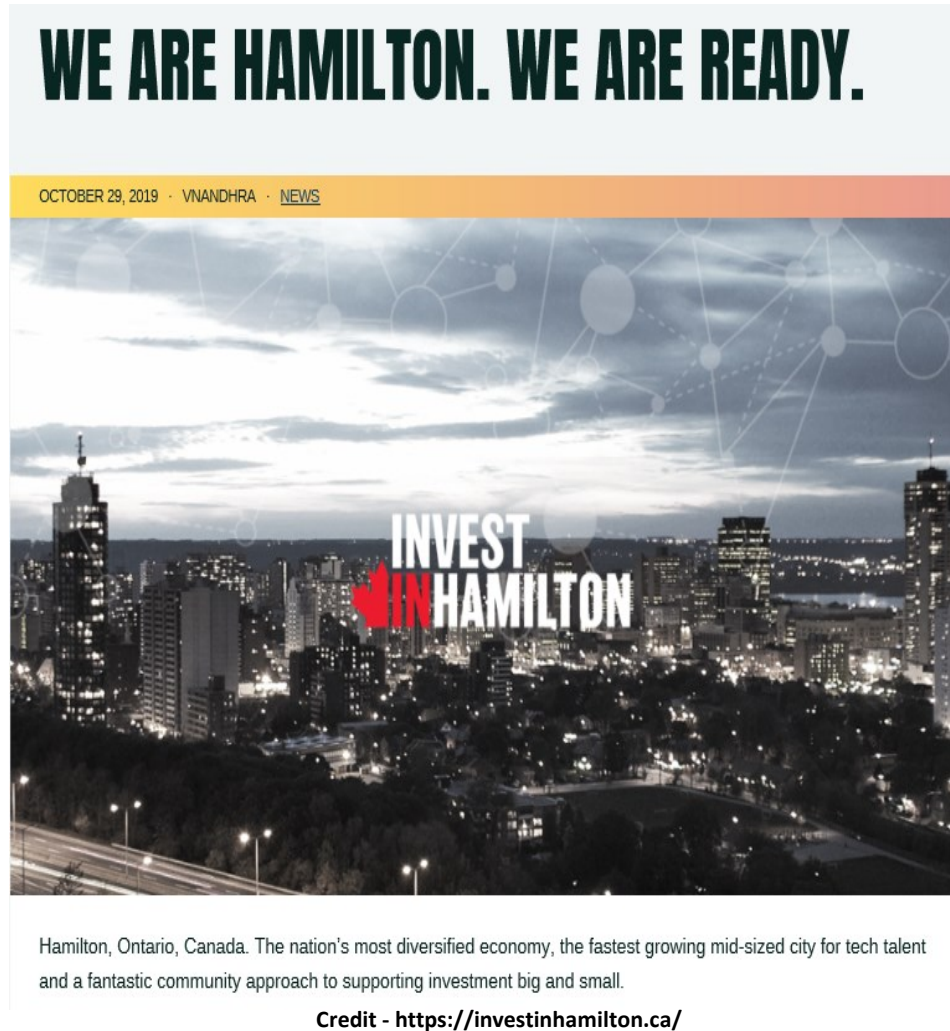 WE ARE HAMILTON. WE ARE READY.
OCTOBER 29, 2019 · VNANDHRA · NEWS
INVEST
INHAMILTON
Hamilton, Ontario, Canada. The nation’s most diversified economy, the fastest growing mid-sized city for tech talent
and a fantastic community approach to supporting investment big and small.
Credit - https://investinhamilton.ca/